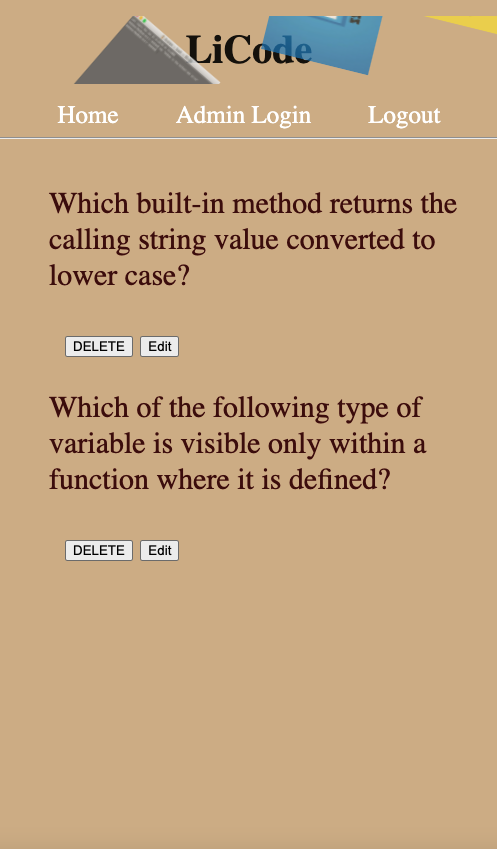 LiCode
Home Admin Login Logout
Which built-in method returns the
calling string value converted to
lower case?
DELETE Edit
Which of the following type of
variable is visible only within a
function where it is defined?
DELETE Edit